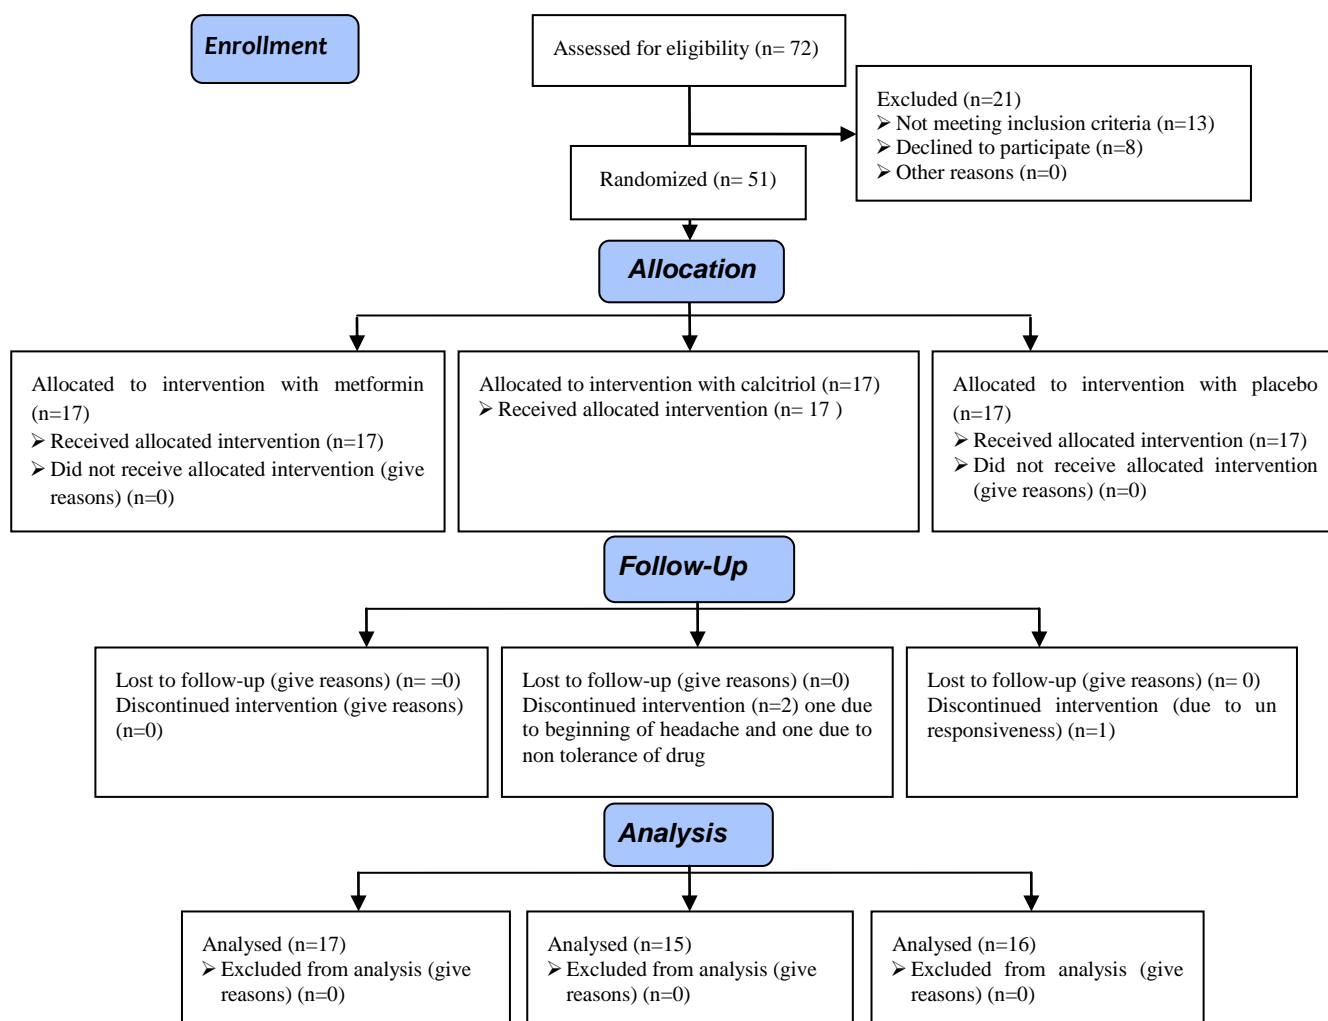 Enrollment
Assessed for eligibility (n= 72)
Excluded (n=21)
➢ Not meeting inclusion criteria (n=13)
➢ Declined to participate (n=8)
➢ Other reasons (n=0)
Randomized (n= 51)
Allocation
Allocated to intervention with metformin
(n=17)
➢ Received allocated intervention (n=17)
➢ Did not receive allocated intervention (give
reasons) (n=0)
Allocated to intervention with calcitriol (n=17)
➢ Received allocated intervention (n= 17 )
Allocated to intervention with placebo
(n=17)
➢ Received allocated intervention (n=17)
➢ Did not receive allocated intervention
(give reasons) (n=0)
Follow-Up
Lost to follow-up (give reasons) (n= =0)
Discontinued intervention (give reasons)
(n=0)
Lost to follow-up (give reasons) (n=0)
Discontinued intervention (n=2) one due
to beginning of headache and one due to
non tolerance of drug
Lost to follow-up (give reasons) (n= 0)
Discontinued intervention (due to un
responsiveness) (n=1)
Analysis
Analysed (n=17)
➢ Excluded from analysis (give
reasons) (n=0)
Analysed (n=15)
➢ Excluded from analysis (give
reasons) (n=0)
Analysed (n=16)
➢ Excluded from analysis (give
reasons) (n=0)